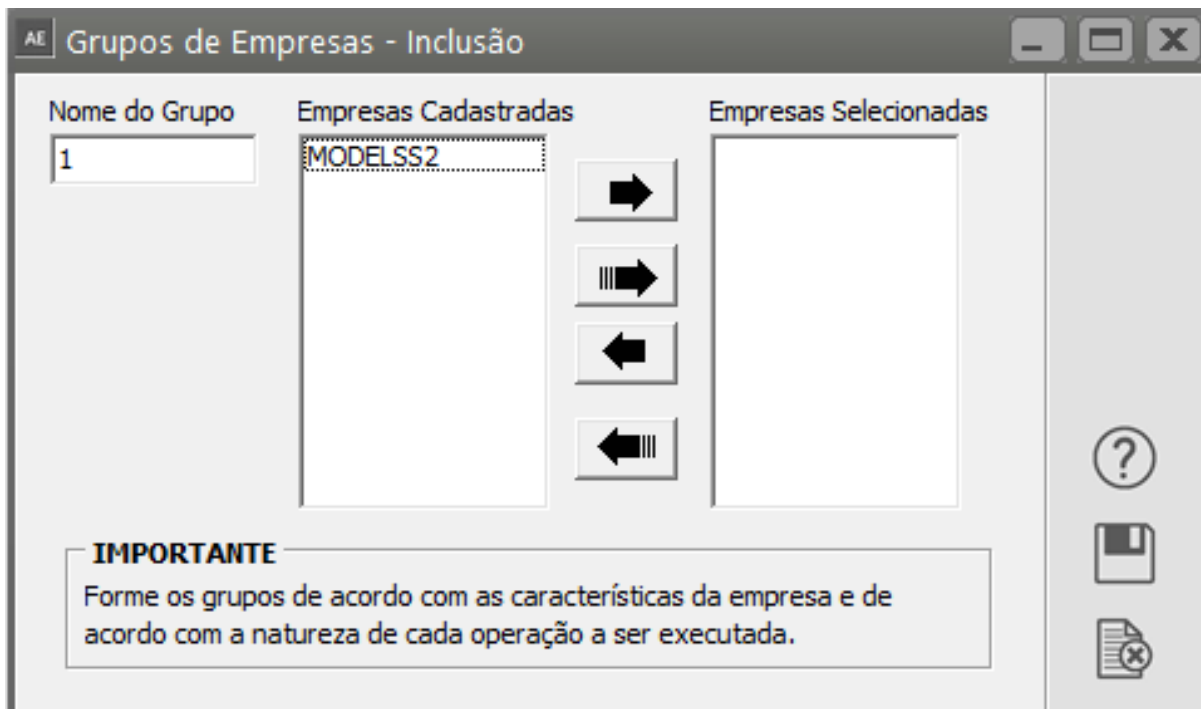 AE Grupos de Empresas - Inclusão
Nome do Grupo
Empresas Cadastradas
Empresas Selecionadas
1
MODELSS2
IMPORTANTE
Forme os grupos de acordo com as características da empresa e de
acordo com a natureza de cada operação a ser executada.